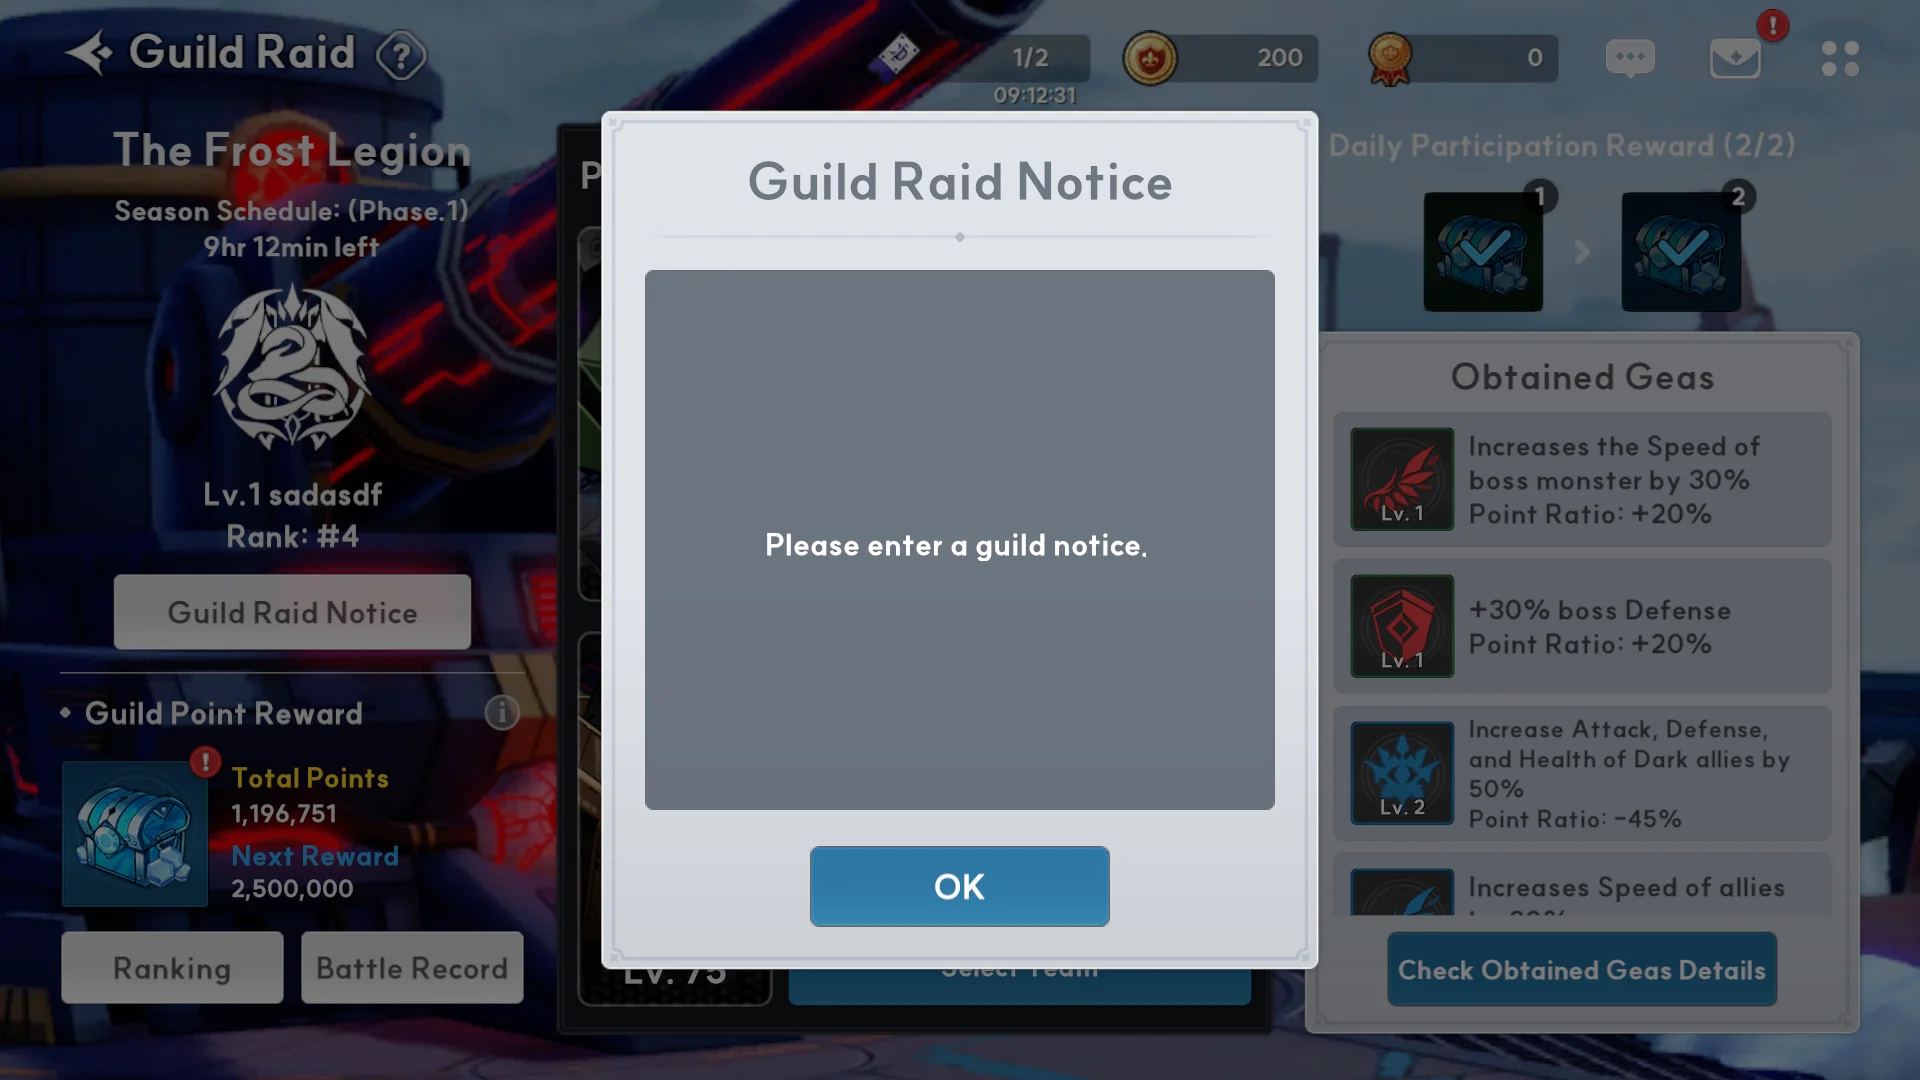 Guild Raid
?
1/2
09:12:31
200
0
!
The Frost Legion
Season Schedule: (Phase.1)
9hr 12min left
Lv.1 sadasdf
Rank: #4
Guild Raid Notice
Guild Point Reward
i
!
Total Points
1,196,751
Next Reward
2,500,000
Ranking
Battle Record
P
Guild Raid Notice
Please enter a guild notice.
OK
Lv. 75
Select Team
Daily Participation Reward (2/2)
1
2
Obtained Geas
Lv. 1
Increases the Speed of
boss monster by 30%
Point Ratio: +20%
Lv. 1
+30% boss Defense
Point Ratio: +20%
Lv. 2
Increase Attack, Defense,
and Health of Dark allies by
50%
Point Ratio: -45%
Increases Speed of allies
Check Obtained Geas Details